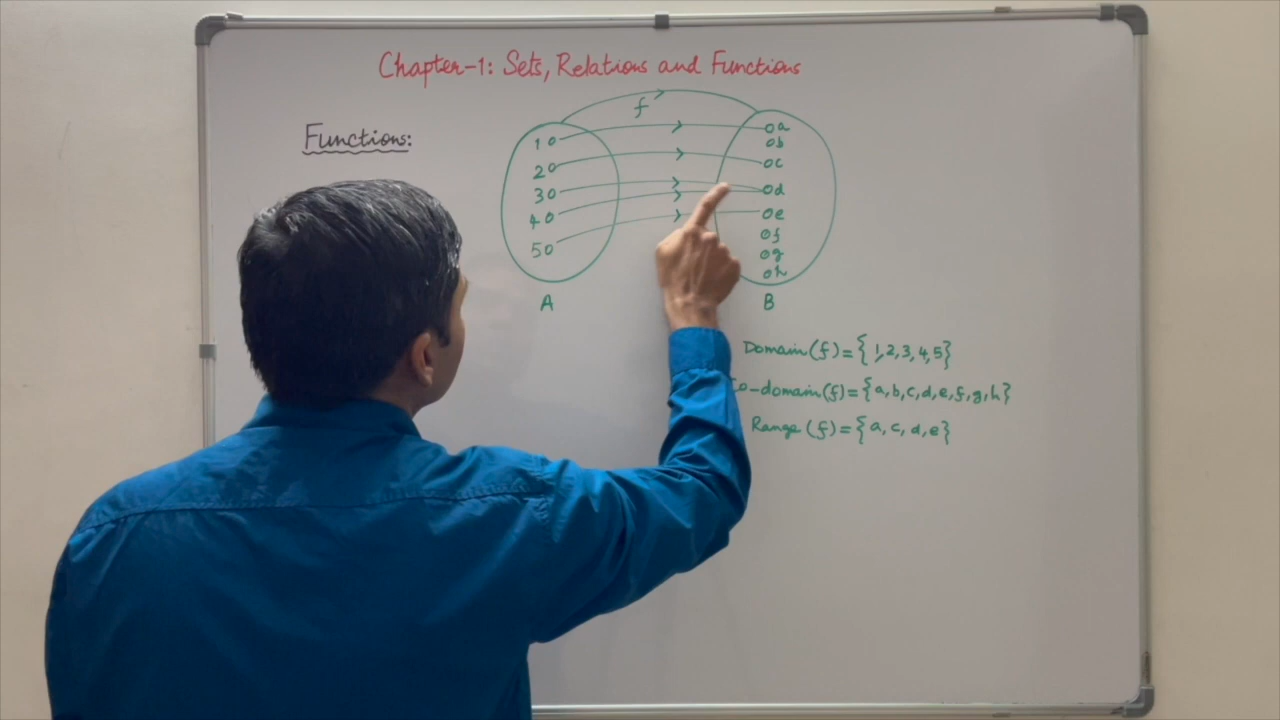 Chapter-1: Sets, Relations and Functions
f
Functions:
1 a
b
2 c
3 d
4 e
5 f
g
h
A B
Domain (f) = {1,2,3,4,5}
Co-domain (f) = {a,b,c,d,e,f,g,h}
Range (f) = {a, c, d, e}